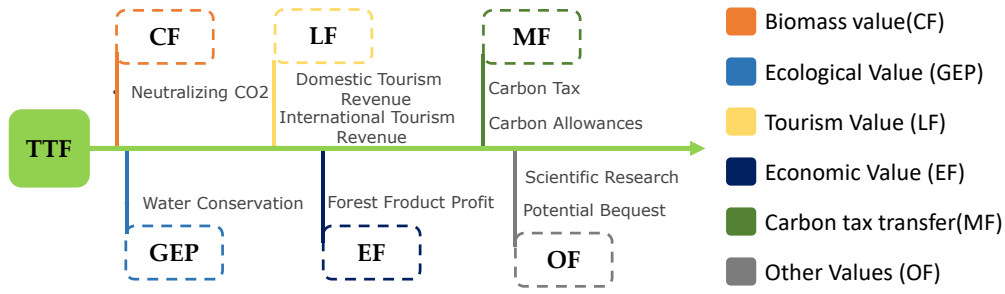 CF
LF
MF
Neutralizing CO2
Domestic Tourism
Revenue
International Tourism
Revenue
Carbon Tax
Carbon Allowances
TTF
Water Conservation
Forest Froduct Profit
Scientific Research
Potential Bequest
GEP
EF
OF
Biomass value(CF)
Ecological Value (GEP)
Tourism Value (LF)
Economic Value (EF)
Carbon tax transfer(MF)
Other Values (OF)